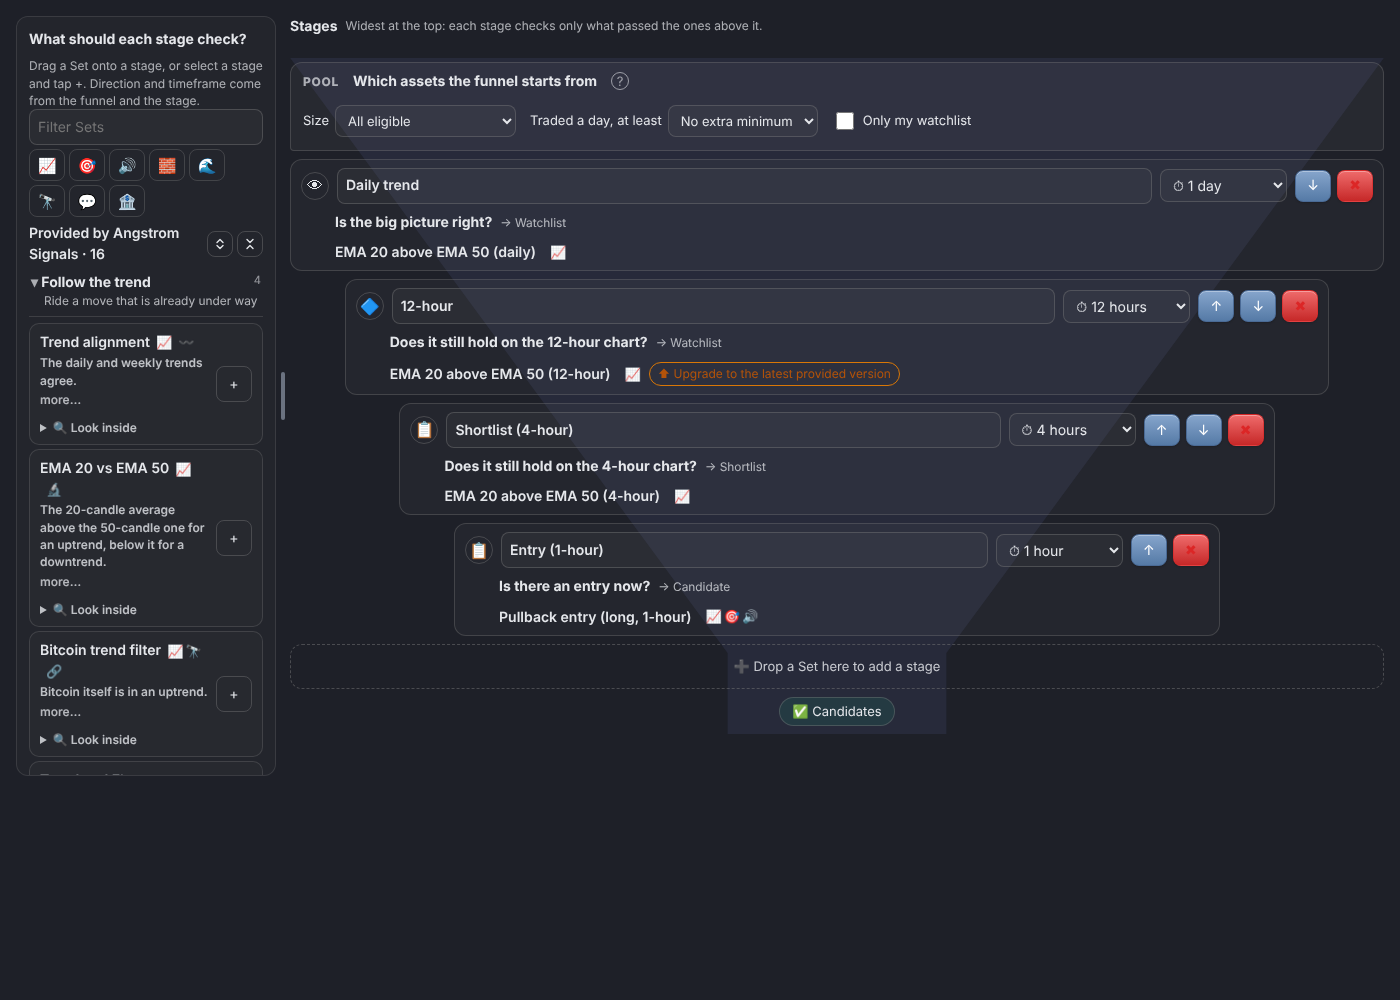 What should each stage check?
Drag a Set onto a stage, or select a stage
and tap +. Direction and timeframe come
from the funnel and the stage.
Filter Sets
Provided by Angstrom
Signals · 16
Follow the trend 4
Ride a move that is already under way
Trend alignment
The daily and weekly trends
agree.
more...
+
Look inside
EMA 20 vs EMA 50
The 20-candle average
above the 50-candle one for
an uptrend, below it for a
downtrend.
more...
+
Look inside
Bitcoin trend filter
Bitcoin itself is in an uptrend.
more...
+
Look inside
Stages Widest at the top: each stage checks only what passed the ones above it.
POOL Which assets the funnel starts from ?
Size All eligible Traded a day, at least No extra minimum Only my watchlist
Daily trend 1 day ↓
Is the big picture right? → Watchlist
EMA 20 above EMA 50 (daily)
12-hour 12 hours ↑ ↓
Does it still hold on the 12-hour chart? → Watchlist
EMA 20 above EMA 50 (12-hour) Upgrade to the latest provided version
Shortlist (4-hour) 4 hours ↑ ↓
Does it still hold on the 4-hour chart? → Shortlist
EMA 20 above EMA 50 (4-hour)
Entry (1-hour) 1 hour ↑
Is there an entry now? → Candidate
Pullback entry (long, 1-hour)
Drop a Set here to add a stage
Candidates